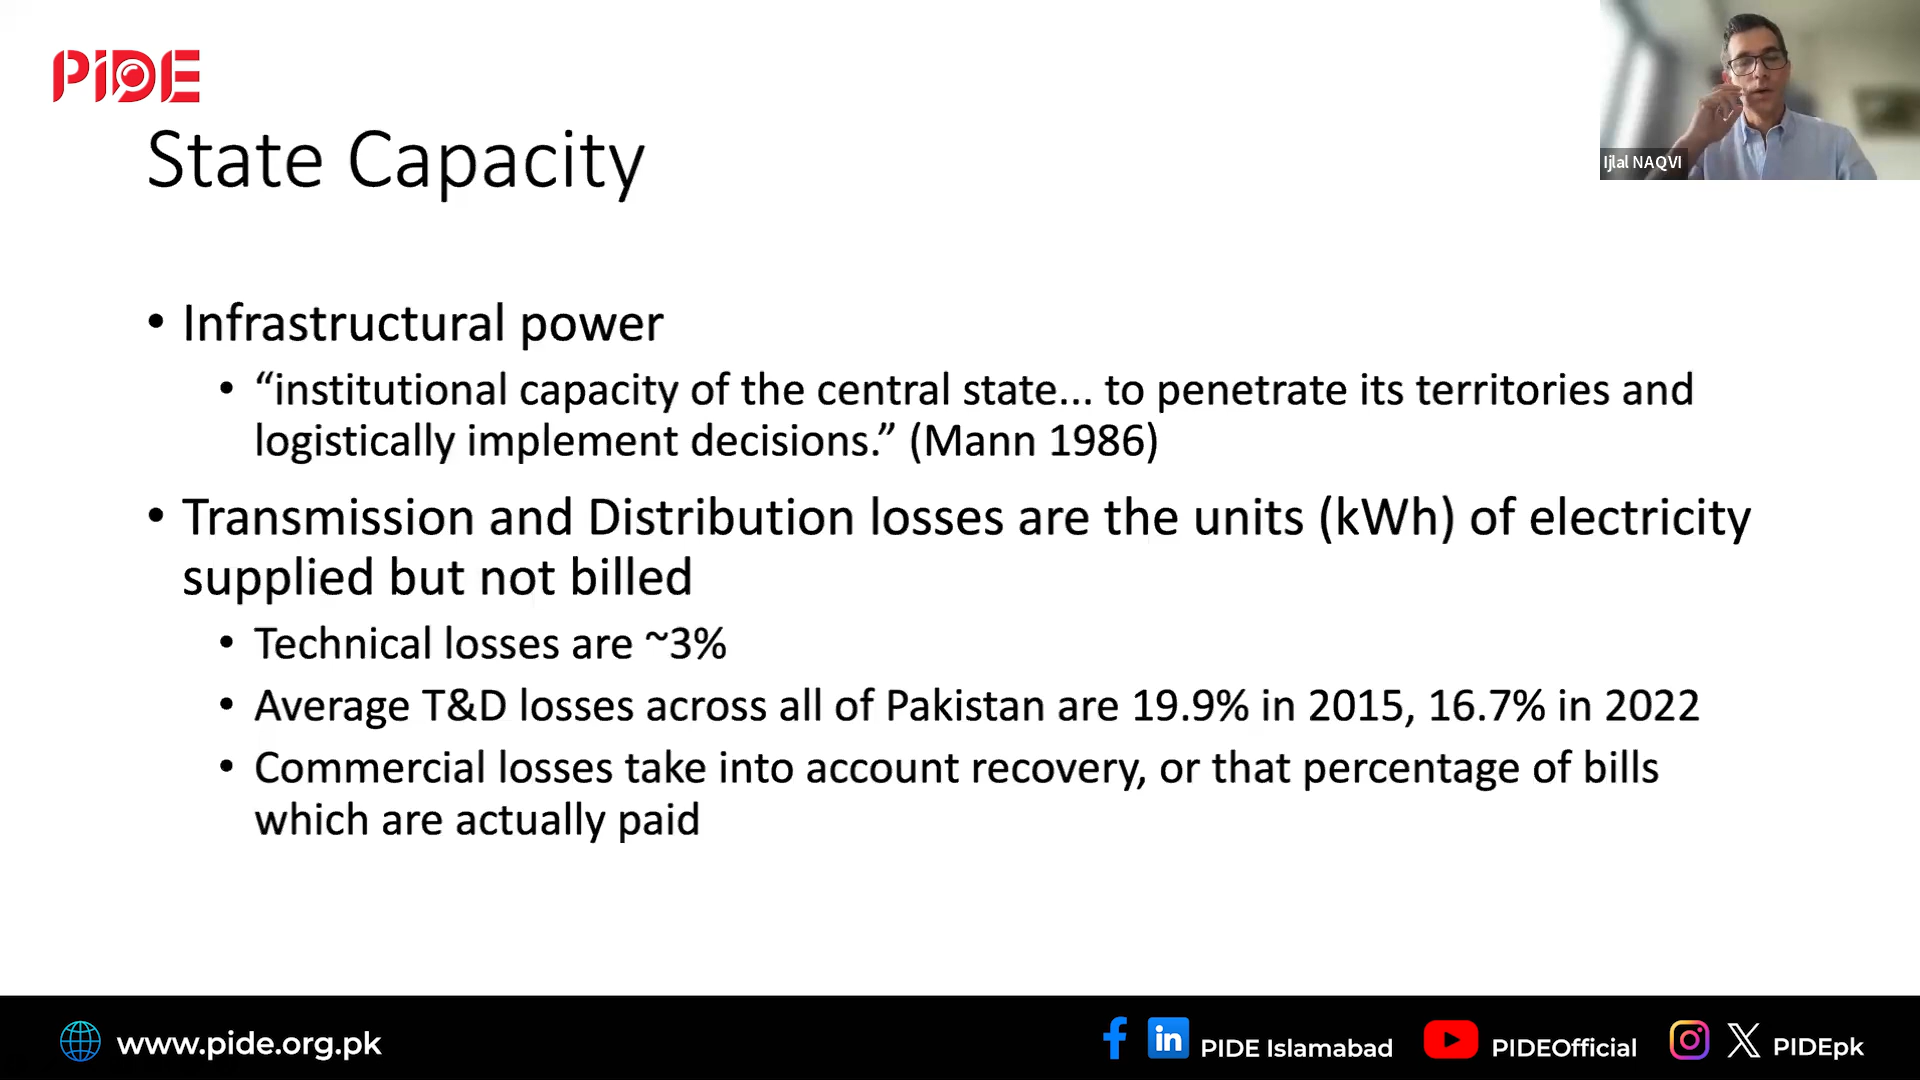 PIDE
State Capacity
Ijlal NAQVI
• Infrastructural power
• “institutional capacity of the central state... to penetrate its territories and
logistically implement decisions.” (Mann 1986)
• Transmission and Distribution losses are the units (kWh) of electricity
supplied but not billed
• Technical losses are ~3%
• Average T&D losses across all of Pakistan are 19.9% in 2015, 16.7% in 2022
• Commercial losses take into account recovery, or that percentage of bills
which are actually paid
www.pide.org.pk
PIDE Islamabad
PIDEOfficial
PIDEpk